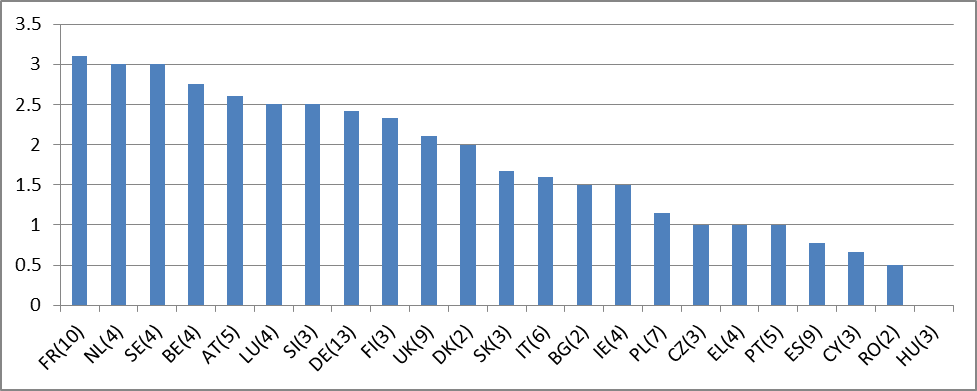 3.5
3
2.5
2
1.5
1
0.5
0
FR(10)
NL(4)
SE(4)
BE(4)
AT(5)
LU(4)
SI(3)
DE(13)
FI(3)
UK(9)
DK(2)
SK(3)
IT(6)
BG(2)
IE(4)
PL(7)
CZ(3)
EL(4)
PT(5)
ES(9)
CY(3)
RO(2)
HU(3)